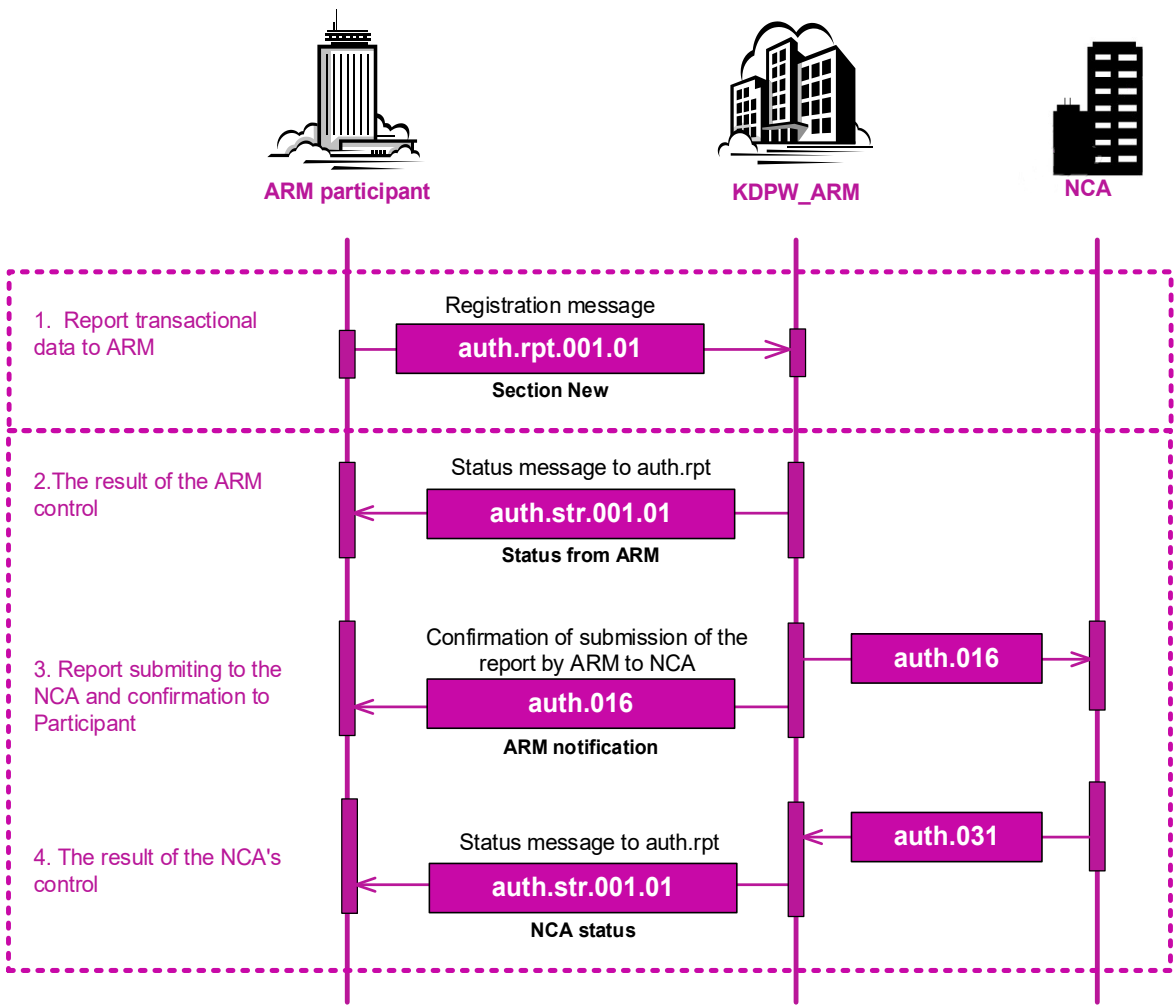 ARM participant
KDPW_ARM
NCA
1. Report transactional
data to ARM
Registration message
auth.rpt.001.01
Section New
2.The result of the ARM
control
Status message to auth.rpt
auth.str.001.01
Status from ARM
3. Report submiting to the
NCA and confirmation to
Participant
Confirmation of submission of the
report by ARM to NCA
auth.016
ARM notification
auth.016
4. The result of the NCA's
control
Status message to auth.rpt
auth.str.001.01
NCA status
auth.031